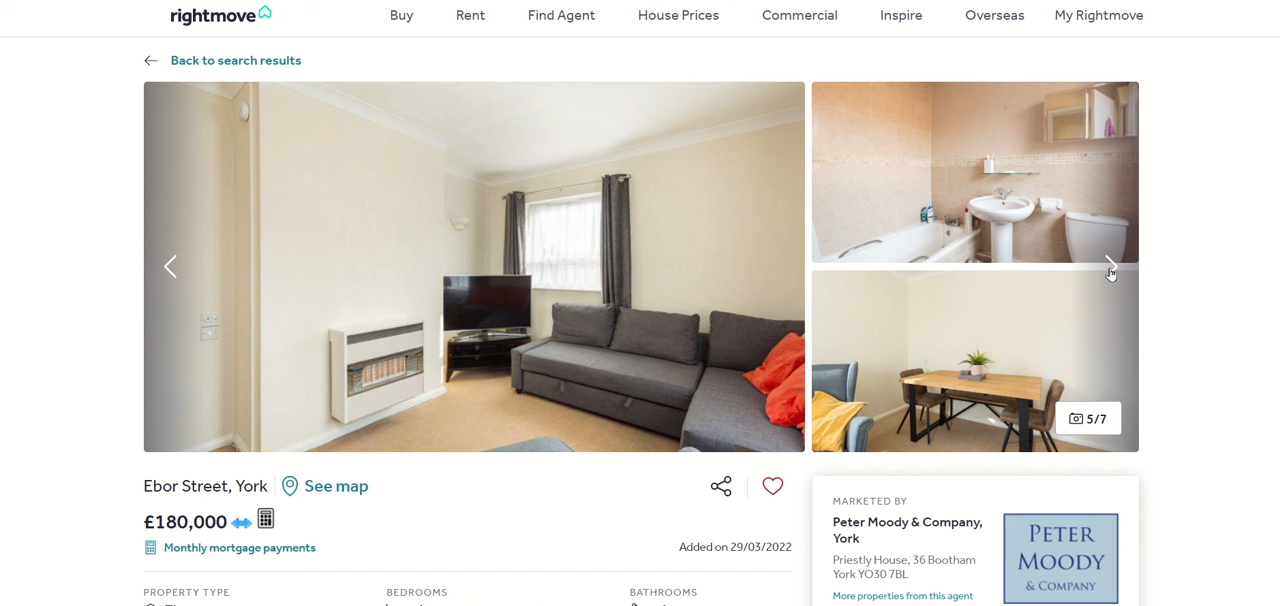 rightmove
Buy Rent Find Agent House Prices Commercial Inspire Overseas My Rightmove
Back to search results
5/7
Ebor Street, York See map
£180,000
Monthly mortgage payments
Added on 29/03/2022
PROPERTY TYPE BEDROOMS BATHROOMS
MARKETED BY
Peter Moody & Company,
York
Priestly House, 36 Bootham
York YO30 7BL
More properties from this agent
PETER
MOODY
& COMPANY